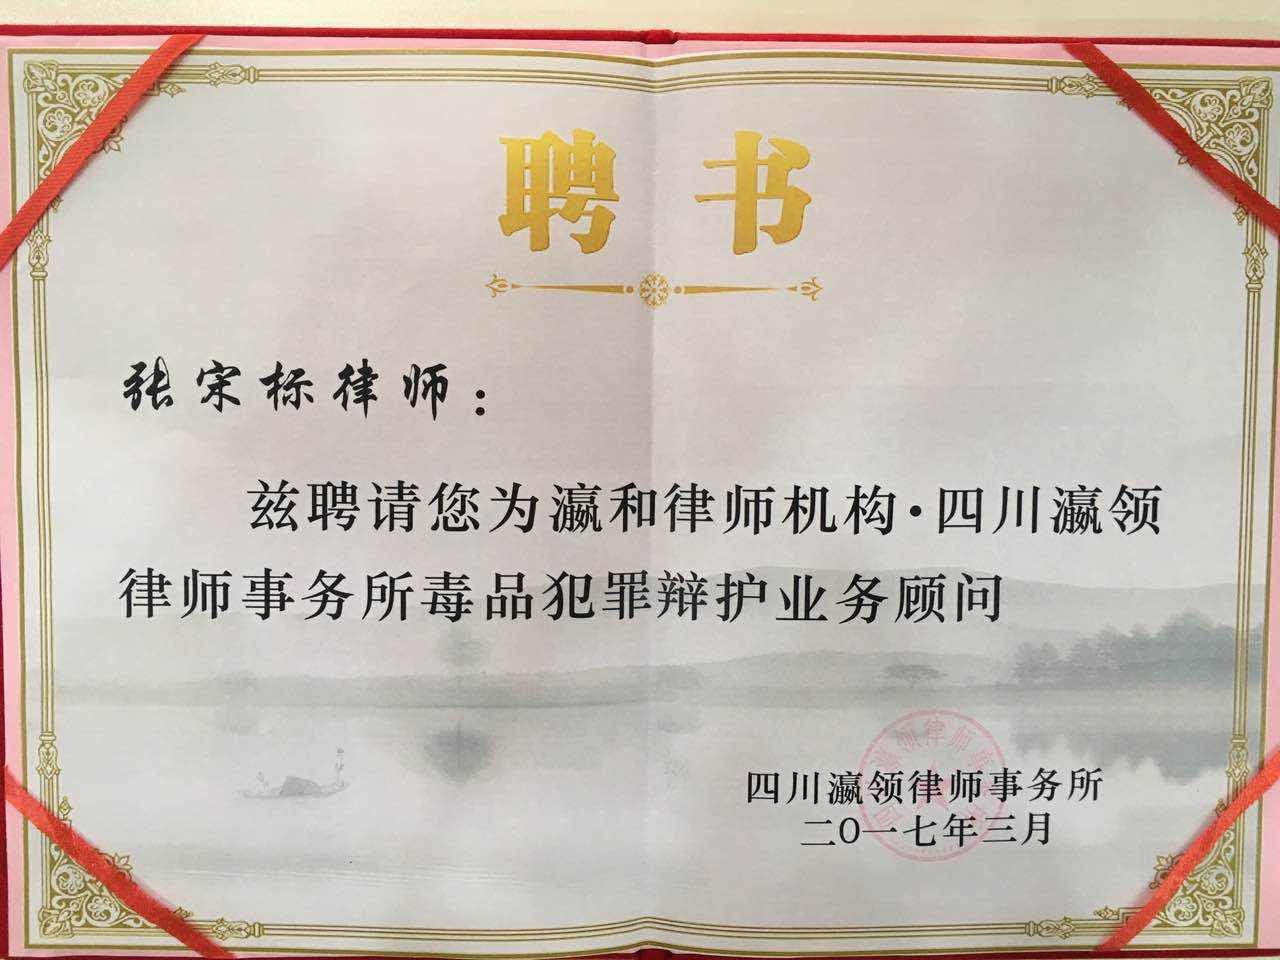 聘书
张宋标律师：
兹聘请您为瀛和律师机构·四川瀛领
律师事务所毒品犯罪辩护业务顾问
四川瀛领律师事务所
二〇一七年三月